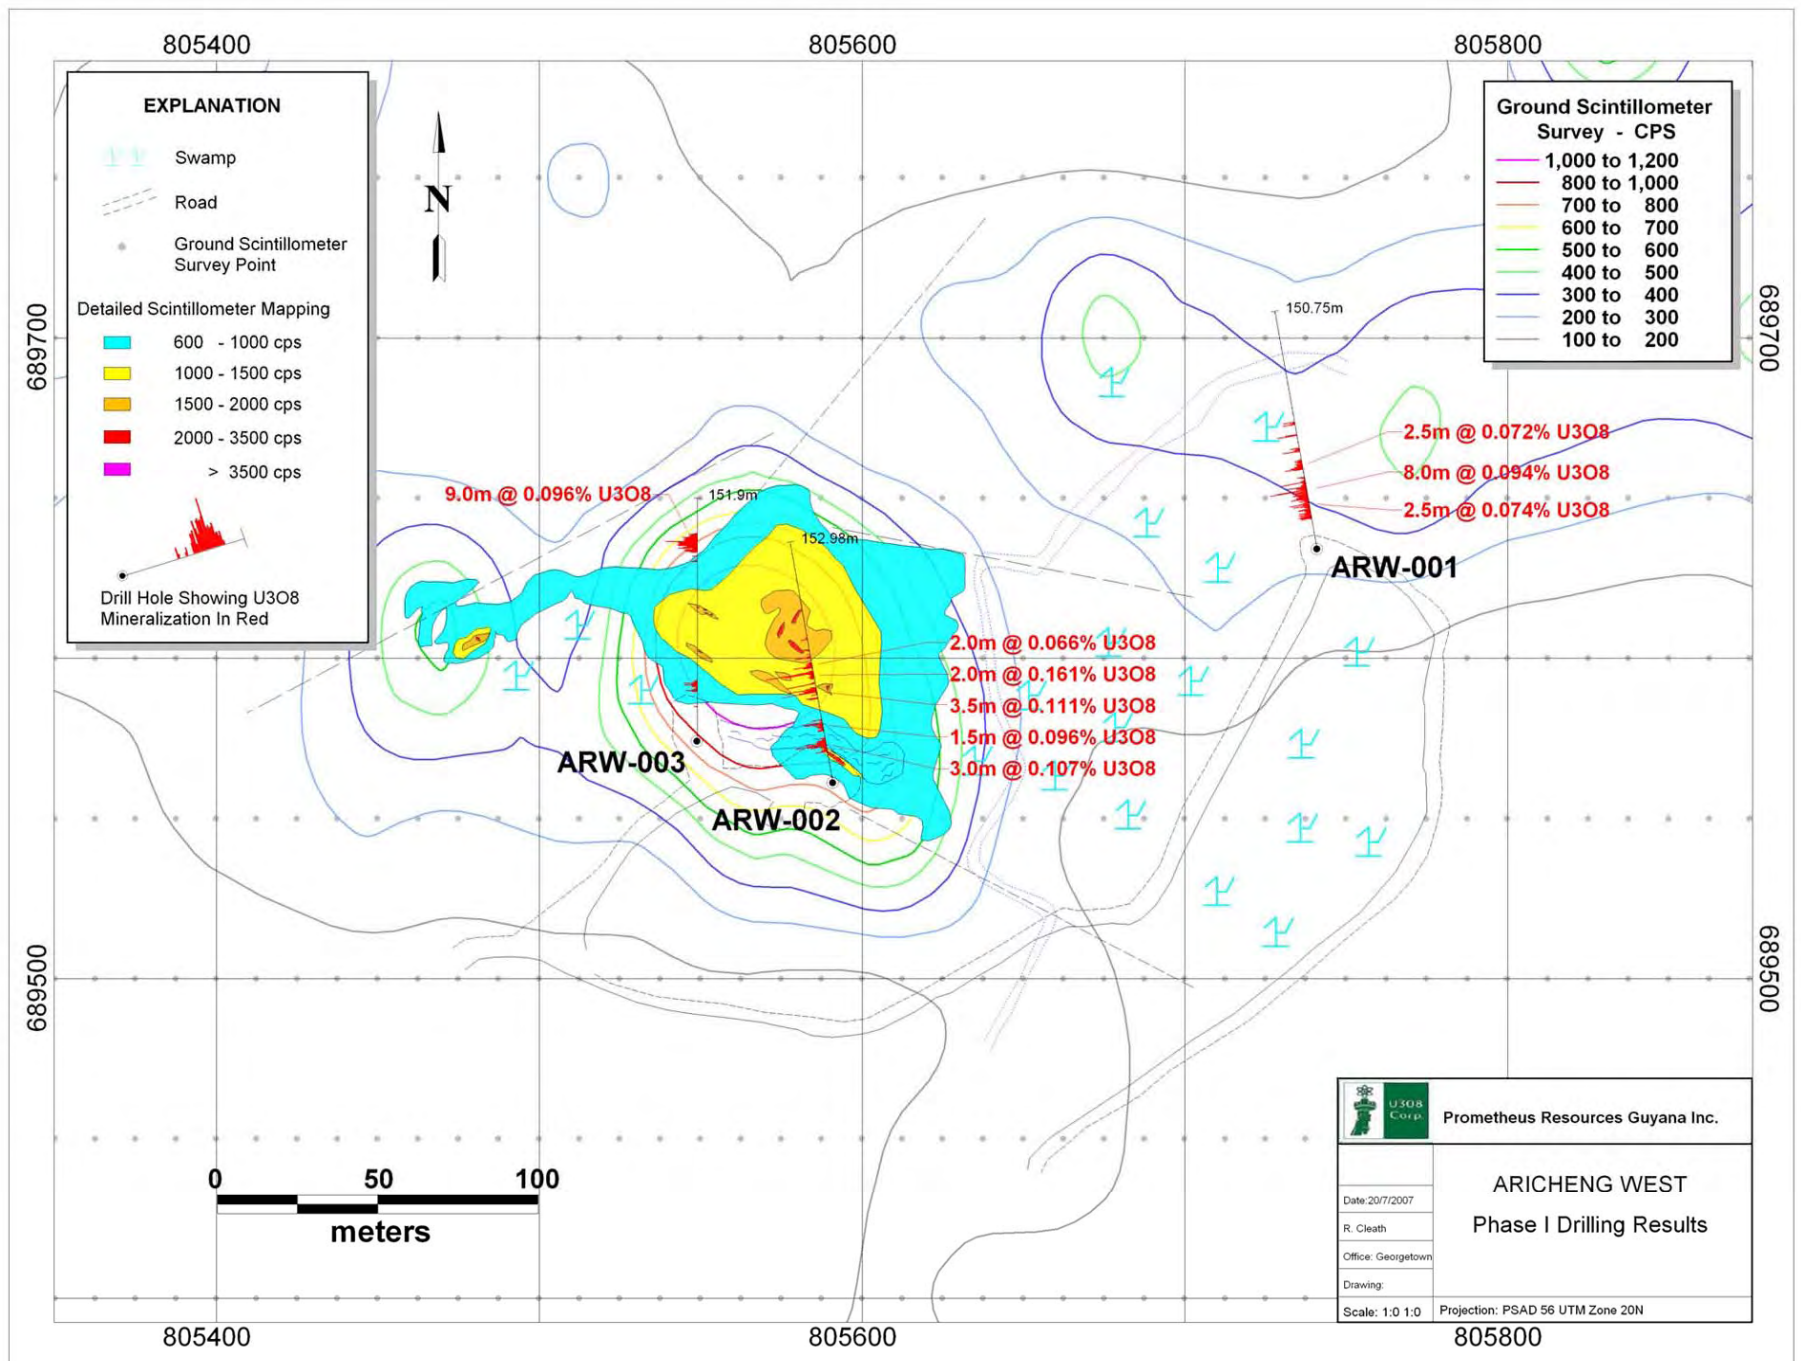 805400
805600
805800
EXPLANATION
Swamp
Road
Ground Scintillometer
Survey Point
Detailed Scintillometer Mapping
600 - 1000 cps
1000 - 1500 cps
1500 - 2000 cps
2000 - 3500 cps
> 3500 cps
Drill Hole Showing U3O8
Mineralization In Red
N
Ground Scintillometer
Survey - CPS
1,000 to 1,200
800 to 1,000
700 to 800
600 to 700
500 to 600
400 to 500
300 to 400
200 to 300
100 to 200
689700
689700
150.75m
2.5m @ 0.072% U3O8
8.0m @ 0.094% U3O8
2.5m @ 0.074% U3O8
ARW-001
9.0m @ 0.096% U3O8
151.9m
152.98m
2.0m @ 0.066% U3O8
2.0m @ 0.161% U3O8
3.5m @ 0.111% U3O8
1.5m @ 0.096% U3O8
3.0m @ 0.107% U3O8
ARW-003
ARW-002
689500
689500
0 50 100
meters
U3O8
Corp.
Prometheus Resources Guyana Inc.
ARICHENG WEST
Phase I Drilling Results
Date:20/7/2007
R. Cleath
Office: Georgetown
Drawing:
Scale: 1:0 1:0
Projection: PSAD 56 UTM Zone 20N
805400
805600
805800